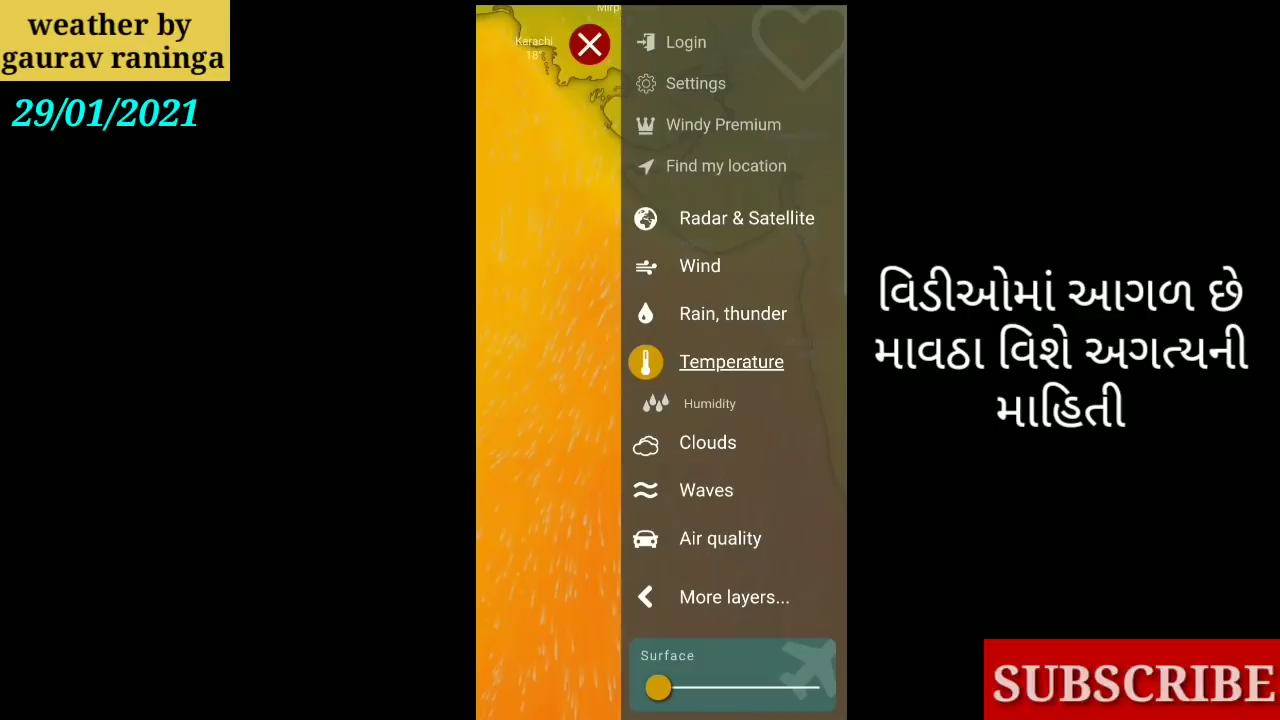 weather by
gaurav raninga
29/01/2021
Karachi
18°
Login
Settings
Windy Premium
Find my location
Radar & Satellite
Wind
Rain, thunder
Temperature
Humidity
Clouds
Waves
Air quality
More layers...
Surface
વિડીઓમાં આગળ છે
માવઠા વિશે અગત્યની
માહિતી
SUBSCRIBE